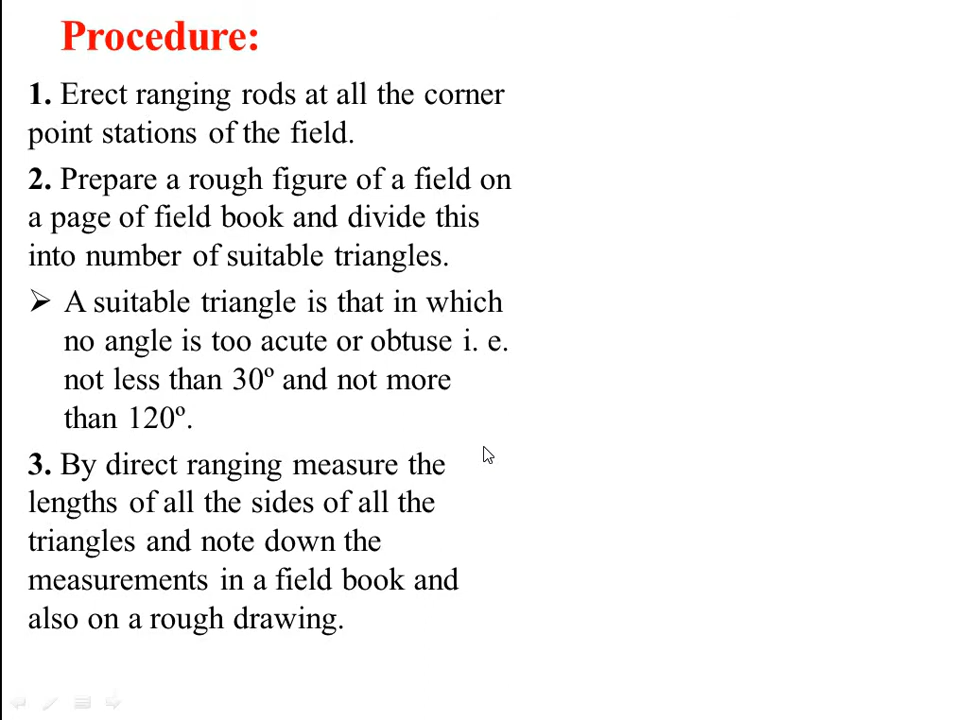 Procedure:
1. Erect ranging rods at all the corner
point stations of the field.
2. Prepare a rough figure of a field on
a page of field book and divide this
into number of suitable triangles.
➢ A suitable triangle is that in which
no angle is too acute or obtuse i. e.
not less than 30º and not more
than 120º.
3. By direct ranging measure the
lengths of all the sides of all the
triangles and note down the
measurements in a field book and
also on a rough drawing.